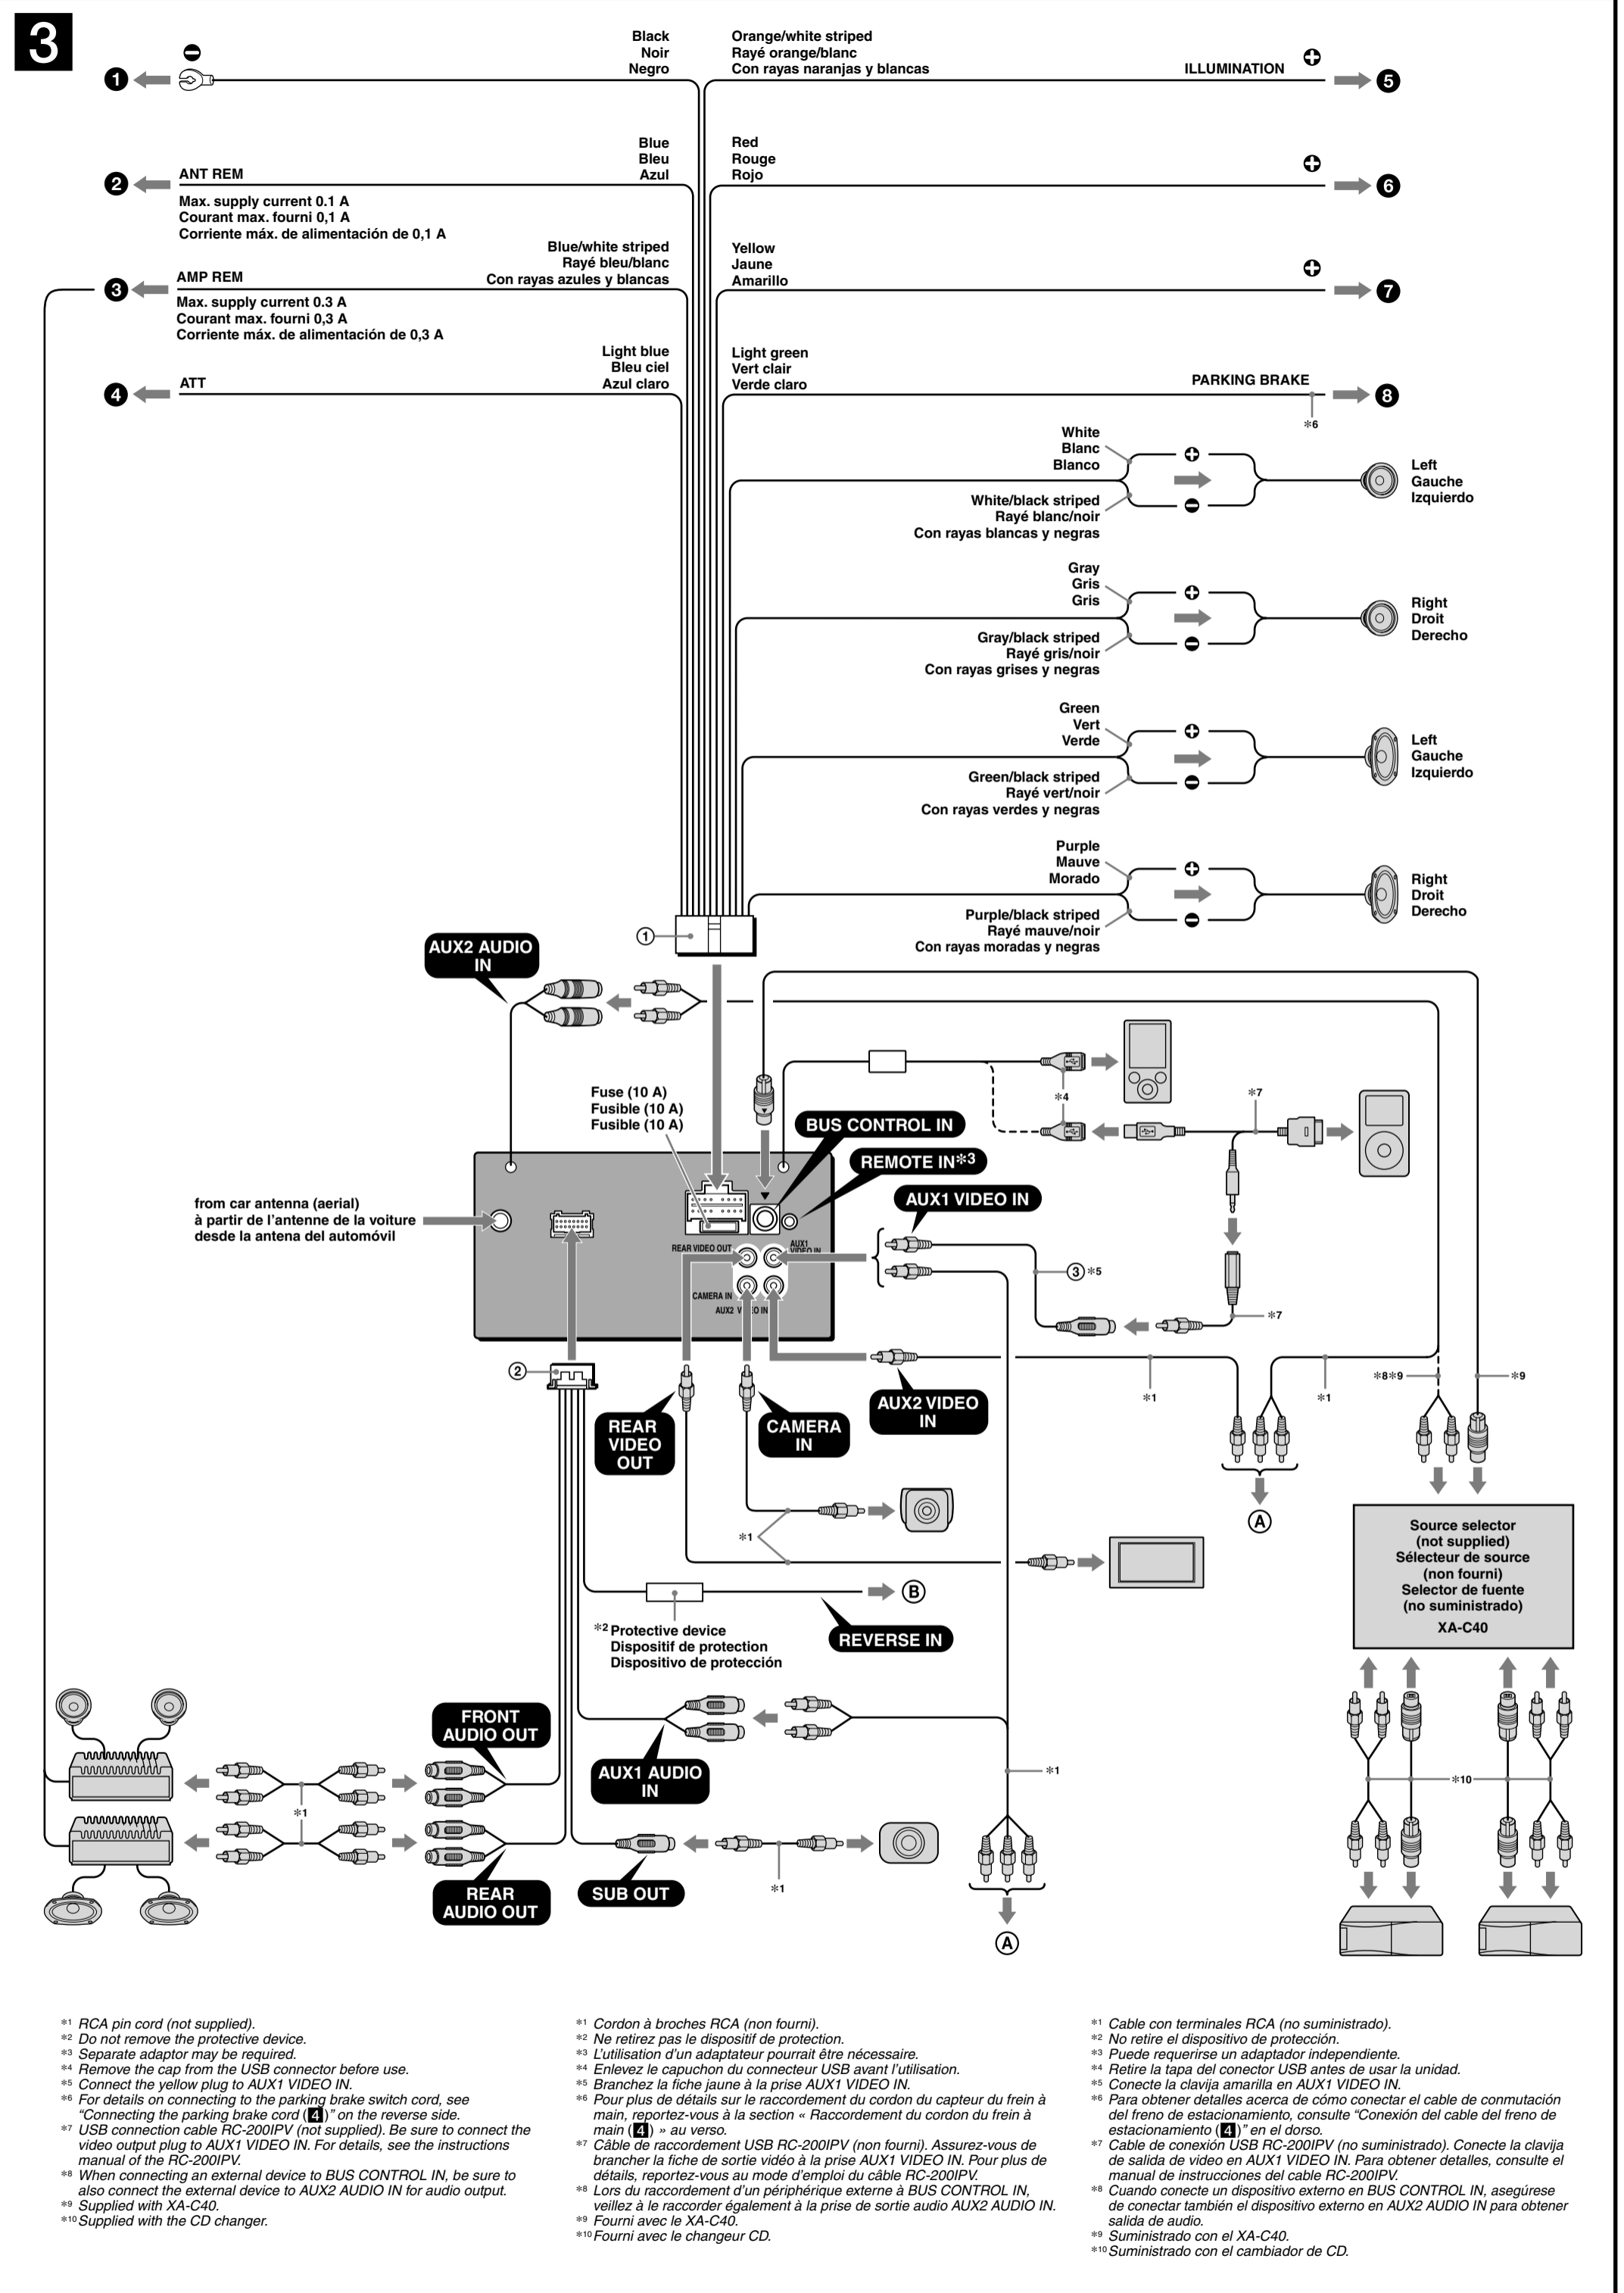 3
Black
Noir
Negro
Orange/white striped
Rayé orange/blanc
Con rayas naranjas y blancas
ILLUMINATION
1
5
Blue
Bleu
Azul
Red
Rouge
Rojo
2
ANT REM
6
Max. supply current 0.1 A
Courant max. fourni 0,1 A
Corriente máx. de alimentación de 0,1 A
Blue/white striped
Rayé bleu/blanc
Con rayas azules y blancas
Yellow
Jaune
Amarillo
3
AMP REM
7
Max. supply current 0.3 A
Courant max. fourni 0,3 A
Corriente máx. de alimentación de 0,3 A
Light blue
Bleu ciel
Azul claro
Light green
Vert clair
Verde claro
4
ATT
PARKING BRAKE
8
*6
White
Blanc
Blanco
White/black striped
Rayé blanc/noir
Con rayas blancas y negras
Left
Gauche
Izquierdo
Gray
Gris
Gris
Gray/black striped
Rayé gris/noir
Con rayas grises y negras
Right
Droit
Derecho
Green
Vert
Verde
Green/black striped
Rayé vert/noir
Con rayas verdes y negras
Left
Gauche
Izquierdo
Purple
Mauve
Morado
Purple/black striped
Rayé mauve/noir
Con rayas moradas y negras
Right
Droit
Derecho
1
AUX2 AUDIO
IN
Fuse (10 A)
Fusible (10 A)
Fusible (10 A)
*4
*7
BUS CONTROL IN
REMOTE IN*3
AUX1 VIDEO IN
from car antenna (aerial)
à partir de l'antenne de la voiture
desde la antena del automóvil
REAR VIDEO OUT
AUX1
VIDEO IN
CAMERA IN
AUX2 VIDEO IN
3 *5
*7
2
REAR
VIDEO
OUT
CAMERA
IN
AUX2 VIDEO
IN
*1
*1
*8*9
*9
A
*1
Source selector
(not supplied)
Sélecteur de source
(non fourni)
Selector de fuente
(no suministrado)
XA-C40
B
*2 Protective device
Dispositif de protection
Dispositivo de protección
REVERSE IN
FRONT
AUDIO OUT
AUX1 AUDIO
IN
*1
*10
*1
REAR
AUDIO OUT
SUB OUT
*1
A
*1 RCA pin cord (not supplied).
*2 Do not remove the protective device.
*3 Separate adaptor may be required.
*4 Remove the cap from the USB connector before use.
*5 Connect the yellow plug to AUX1 VIDEO IN.
*6 For details on connecting to the parking brake switch cord, see
“Connecting the parking brake cord (4)” on the reverse side.
*7 USB connection cable RC-200IPV (not supplied). Be sure to connect the
video output plug to AUX1 VIDEO IN. For details, see the instructions
manual of the RC-200IPV.
*8 When connecting an external device to BUS CONTROL IN, be sure to
also connect the external device to AUX2 AUDIO IN for audio output.
*9 Supplied with XA-C40.
*10 Supplied with the CD changer.
*1 Cordon à broches RCA (non fourni).
*2 Ne retirez pas le dispositif de protection.
*3 L'utilisation d'un adaptateur pourrait être nécessaire.
*4 Enlevez le capuchon du connecteur USB avant l'utilisation.
*5 Branchez la fiche jaune à la prise AUX1 VIDEO IN.
*6 Pour plus de détails sur le raccordement du cordon du capteur du frein à
main, reportez-vous à la section « Raccordement du cordon du frein à
main (4) » au verso.
*7 Câble de raccordement USB RC-200IPV (non fourni). Assurez-vous de
brancher la fiche de sortie vidéo à la prise AUX1 VIDEO IN. Pour plus de
détails, reportez-vous au mode d'emploi du câble RC-200IPV.
*8 Lors du raccordement d'un périphérique externe à BUS CONTROL IN,
veillez à le raccorder également à la prise de sortie audio AUX2 AUDIO IN.
*9 Fourni avec le XA-C40.
*10 Fourni avec le changeur CD.
*1 Cable con terminales RCA (no suministrado).
*2 No retire el dispositivo de protección.
*3 Puede requerirse un adaptador independiente.
*4 Retire la tapa del conector USB antes de usar la unidad.
*5 Conecte la clavija amarilla en AUX1 VIDEO IN.
*6 Para obtener detalles acerca de cómo conectar el cable de conmutación
del freno de estacionamiento, consulte “Conexión del cable del freno de
estacionamiento (4)” en el dorso.
*7 Cable de conexión USB RC-200IPV (no suministrado). Conecte la clavija
de salida de video en AUX1 VIDEO IN. Para obtener detalles, consulte el
manual de instrucciones del cable RC-200IPV.
*8 Cuando conecte un dispositivo externo en BUS CONTROL IN, asegúrese
de conectar también el dispositivo externo en AUX2 AUDIO IN para obtener
salida de audio.
*9 Suministrado con el XA-C40.
*10 Suministrado con el cambiador de CD.